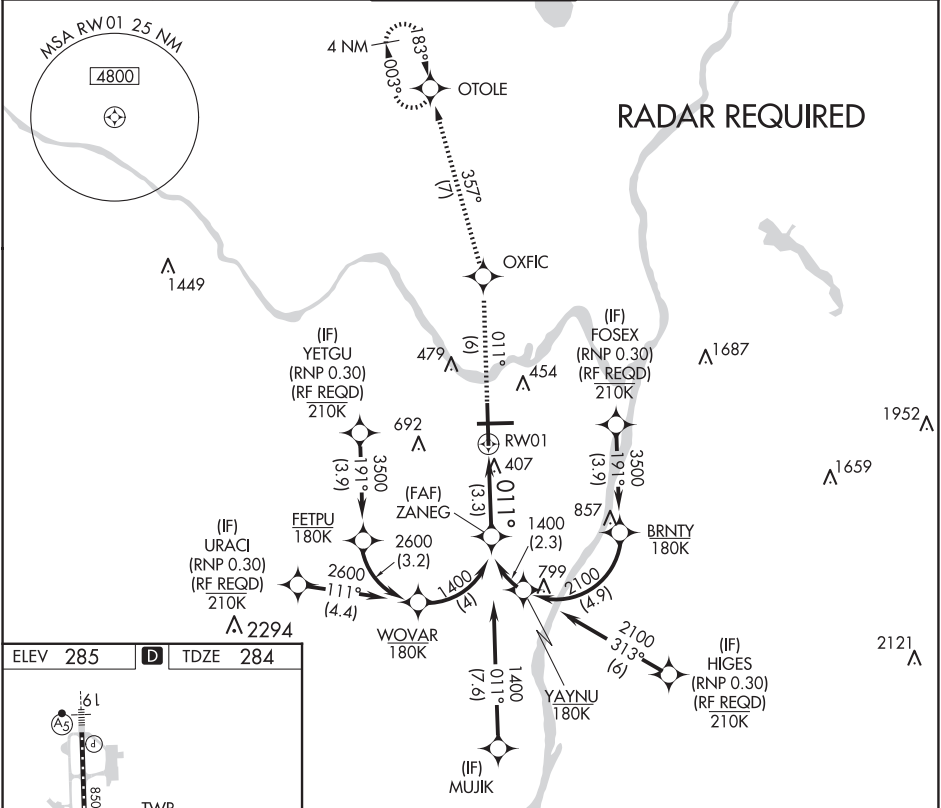 MSA RW01 25 NM
4800
4 NM
183°
003°
OTOLE
RADAR REQUIRED
357°
(7)
OXFIC
1449
011°
(6)
(IF)
YETGU
(RNP 0.30)
(RF REQD)
210K
479
454
(IF)
FOSEX
(RNP 0.30)
(RF REQD)
210K
1687
1952
692
RW01
407
1659
3500
191°
(3.9)
3500
191°
(3.9)
011°
(3.3)
(FAF)
ZANEG
857
FETPU
180K
BRNTY
180K
1400
(2.3)
2600
(3.2)
(IF)
URACI
(RNP 0.30)
(RF REQD)
210K
2600
111°
(4.4)
1400
(4)
799
2100
(4.9)
WOVAR
180K
2294
2100
313°
(6)
2121
1400
011°
(7.6)
YAYNU
180K
(IF)
HIGES
(RNP 0.30)
(RF REQD)
210K
(IF)
MUJIK
ELEV 285
D
TDZE 284
19
A5
P
850
TWR